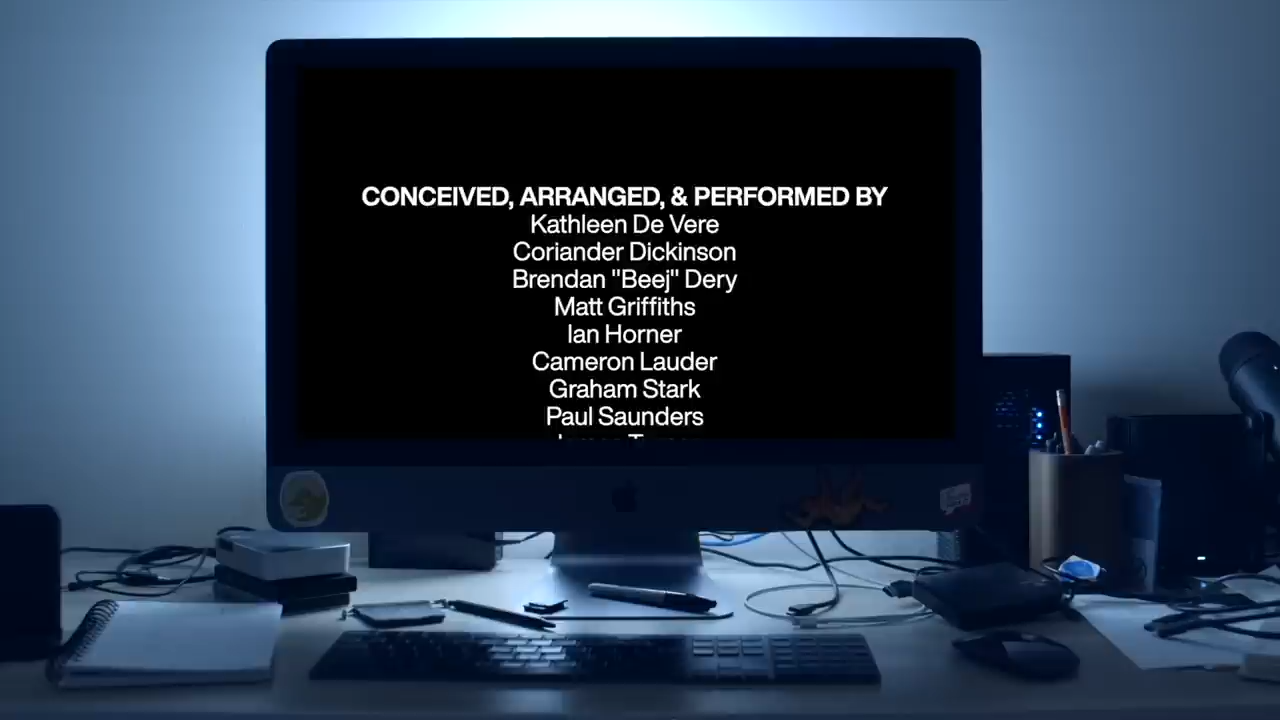 CONCEIVED, ARRANGED, & PERFORMED BY
Kathleen De Vere
Coriander Dickinson
Brendan "Beej" Dery
Matt Griffiths
Ian Horner
Cameron Lauder
Graham Stark
Paul Saunders